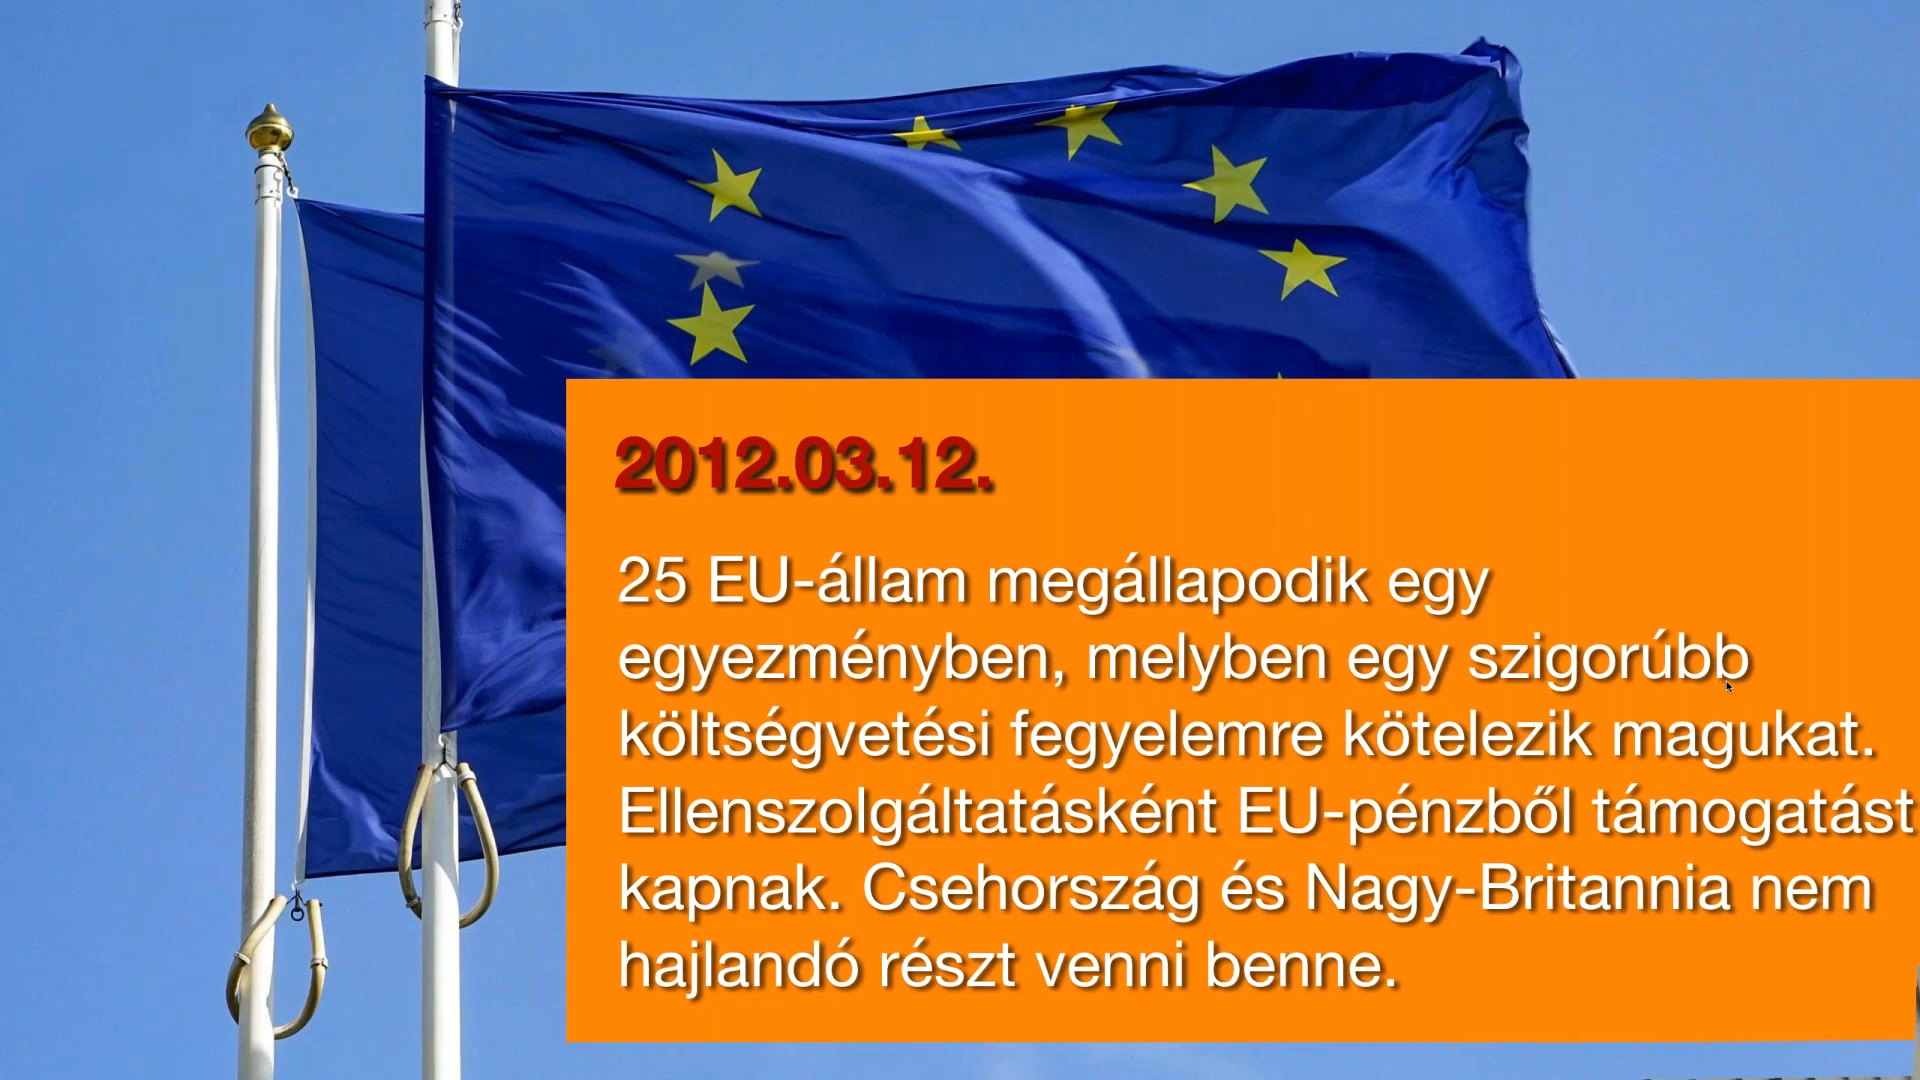 2012.03.12.
25 EU-állam megállapodik egy
egyezményben, melyben egy szigorúbb
költségvetési fegyelemre kötelezik magukat.
Ellenszolgáltatásként EU-pénzből támogatást
kapnak. Csehország és Nagy-Britannia nem
hajlandó részt venni benne.